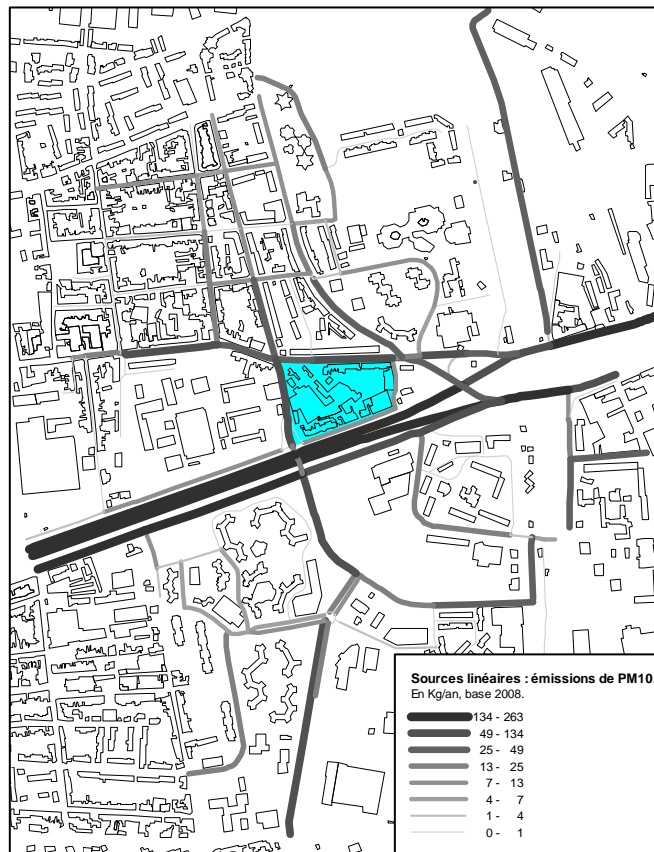 Sources linéaires : émissions de PM10.
En Kg/an, base 2008.
134 - 263
49 - 134
25 - 49
13 - 25
7 - 13
4 - 7
1 - 4
0 - 1